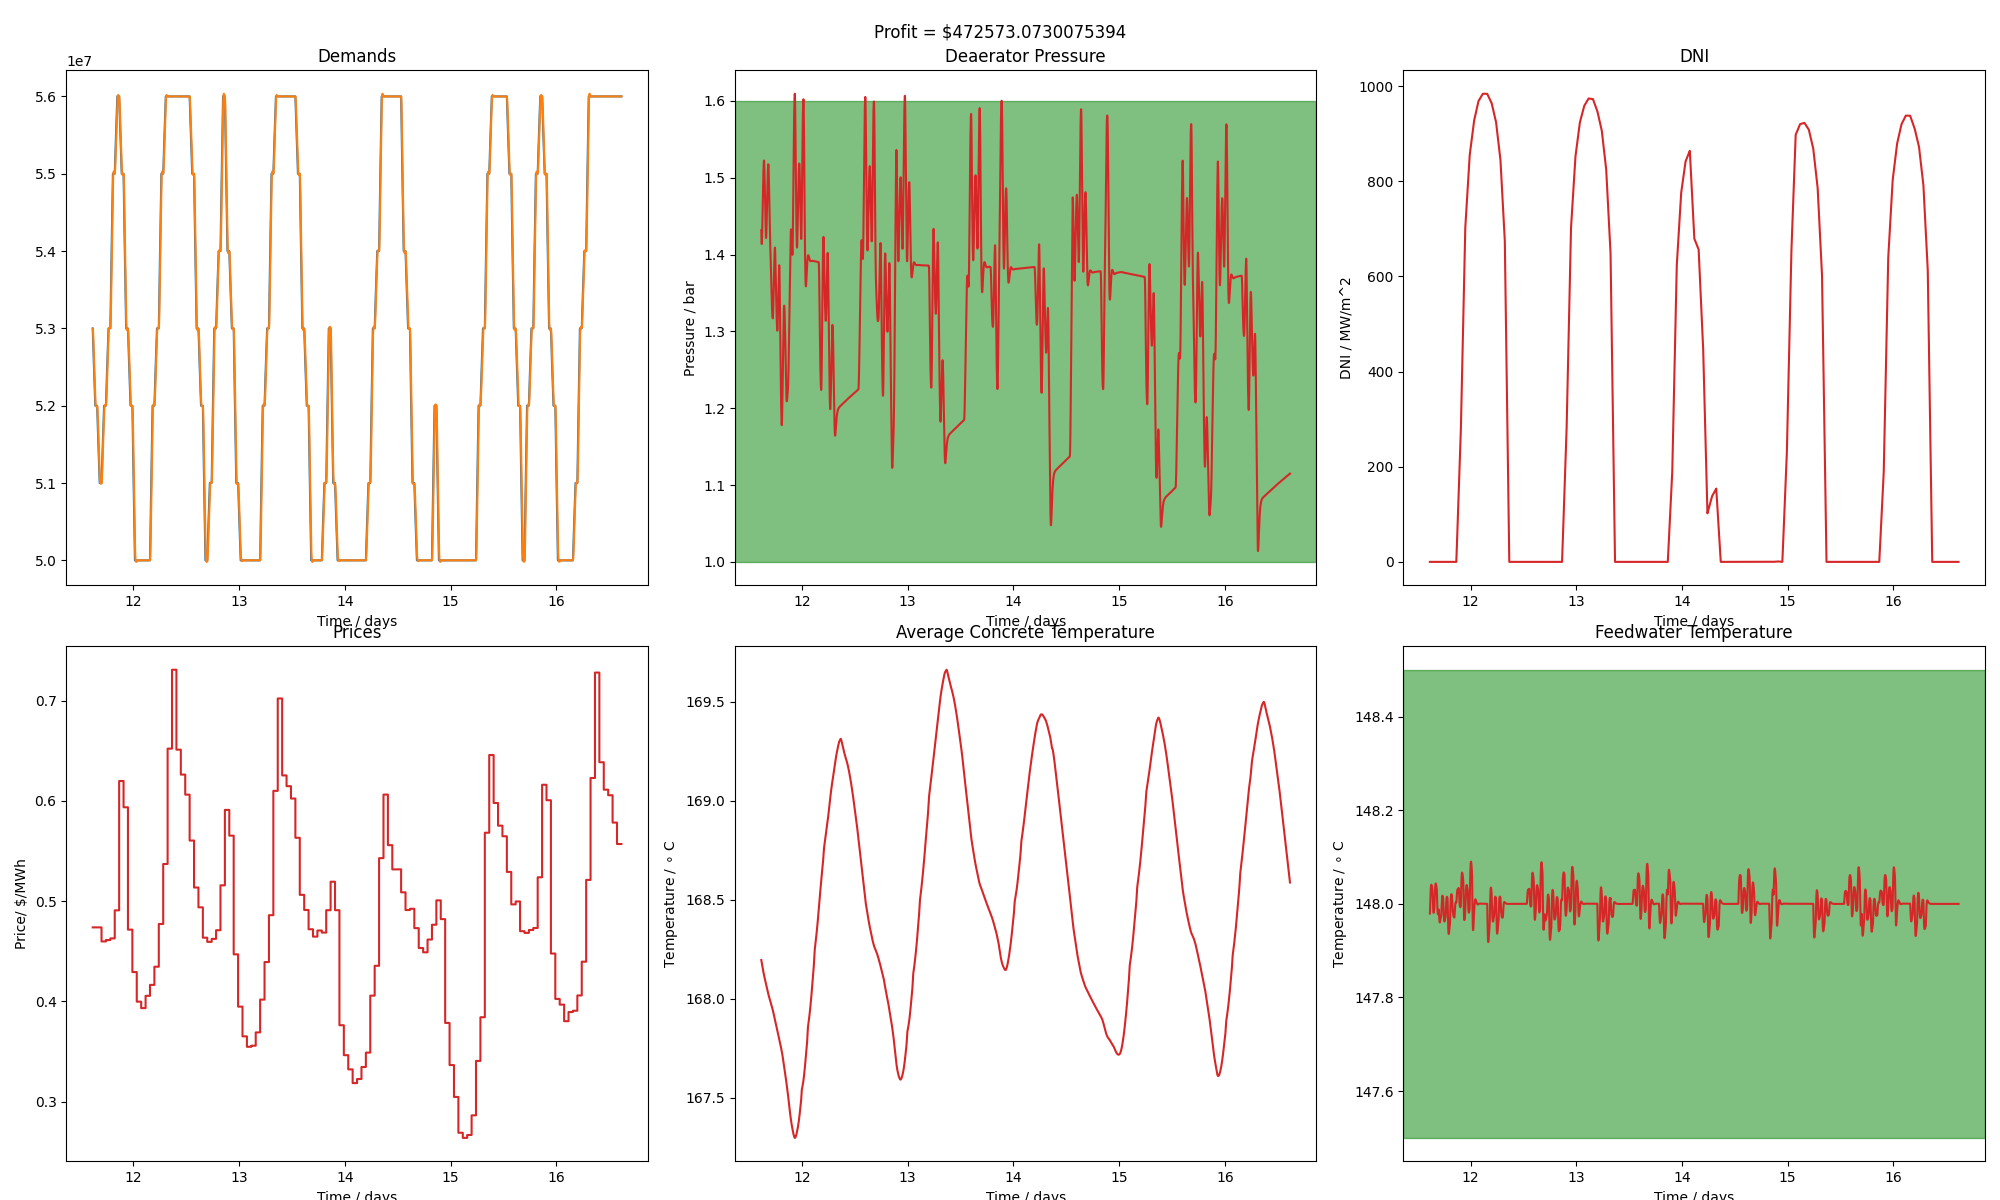 Profit = $472573.0730075394
Demands
1e7
5.6
5.5
5.4
5.3
5.2
5.1
5.0
12 13 14 15 16
Time / days
Deaerator Pressure
Pressure / bar
1.6
1.5
1.4
1.3
1.2
1.1
1.0
12 13 14 15 16
Time / days
DNI
DNI / MW/m^2
1000
800
600
400
200
0
12 13 14 15 16
Time / days
Prices
Price/ $/MWh
0.7
0.6
0.5
0.4
0.3
12 13 14 15 16
Time / days
Average Concrete Temperature
Temperature / ∘ C
169.5
169.0
168.5
168.0
167.5
12 13 14 15 16
Time / days
Feedwater Temperature
Temperature / ∘ C
148.4
148.2
148.0
147.8
147.6
12 13 14 15 16
Time / days